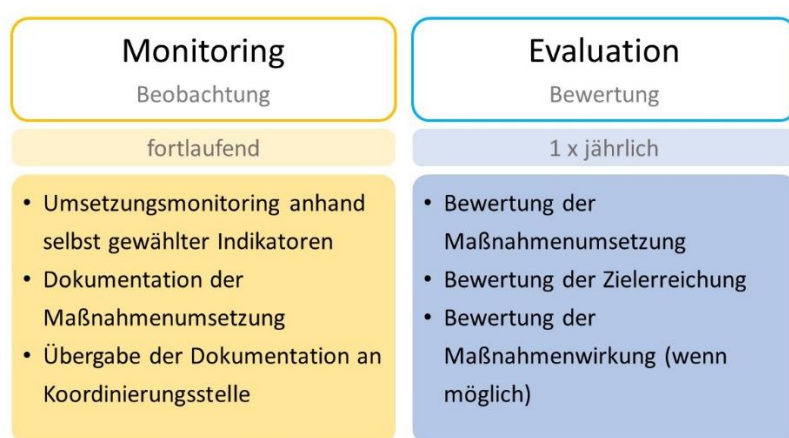 Monitoring
Beobachtung
fortlaufend
• Umsetzungsmonitoring anhand
selbst gewählter Indikatoren
• Dokumentation der
Maßnahmenumsetzung
• Übergabe der Dokumentation an
Koordinierungsstelle
Evaluation
Bewertung
1 x jährlich
• Bewertung der
Maßnahmenumsetzung
• Bewertung der Zielerreichung
• Bewertung der
Maßnahmenwirkung (wenn
möglich)